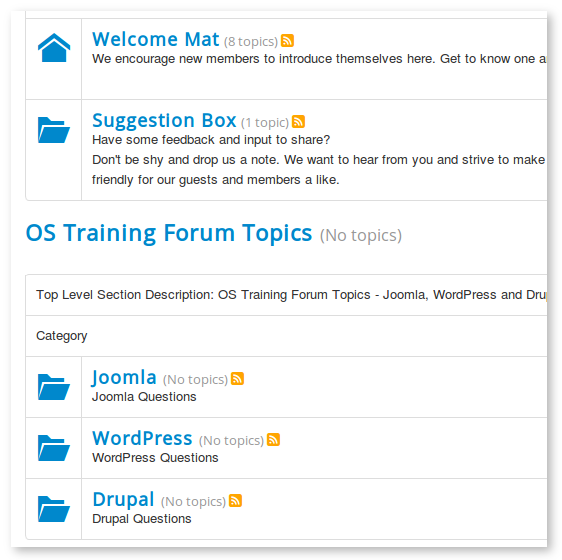 Welcome Mat (8 topics)
We encourage new members to introduce themselves here. Get to know one
Suggestion Box (1 topic)
Have some feedback and input to share?
Don't be shy and drop us a note. We want to hear from you and strive to make
friendly for our guests and members a like.
OS Training Forum Topics (No topics)
Top Level Section Description: OS Training Forum Topics - Joomla, WordPress and
Category
Joomla (No topics)
Joomla Questions
WordPress (No topics)
WordPress Questions
Drupal (No topics)
Drupal Questions